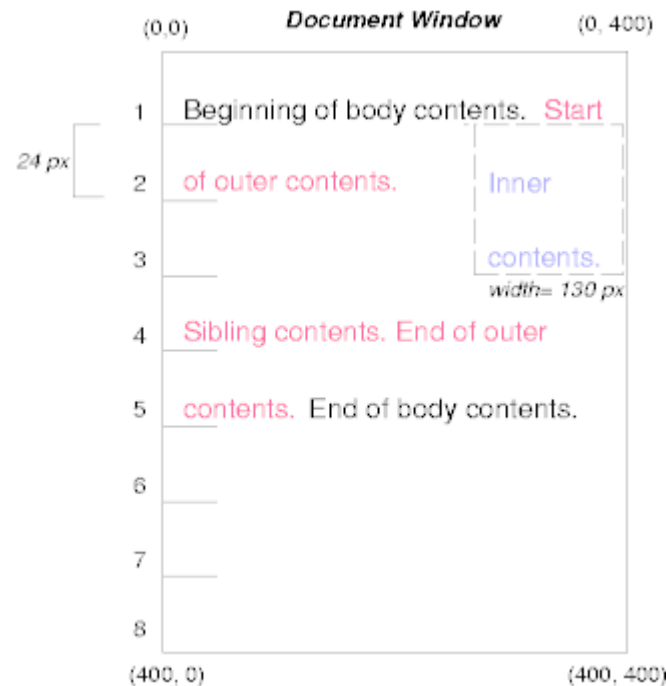 Document Window
(0,0) (0, 400)
1 Beginning of body contents. Start
24 px
2 of outer contents. Inner
3 contents.
width= 130 px
4 Sibling contents. End of outer
5 contents. End of body contents.
6
7
8
(400, 0) (400, 400)